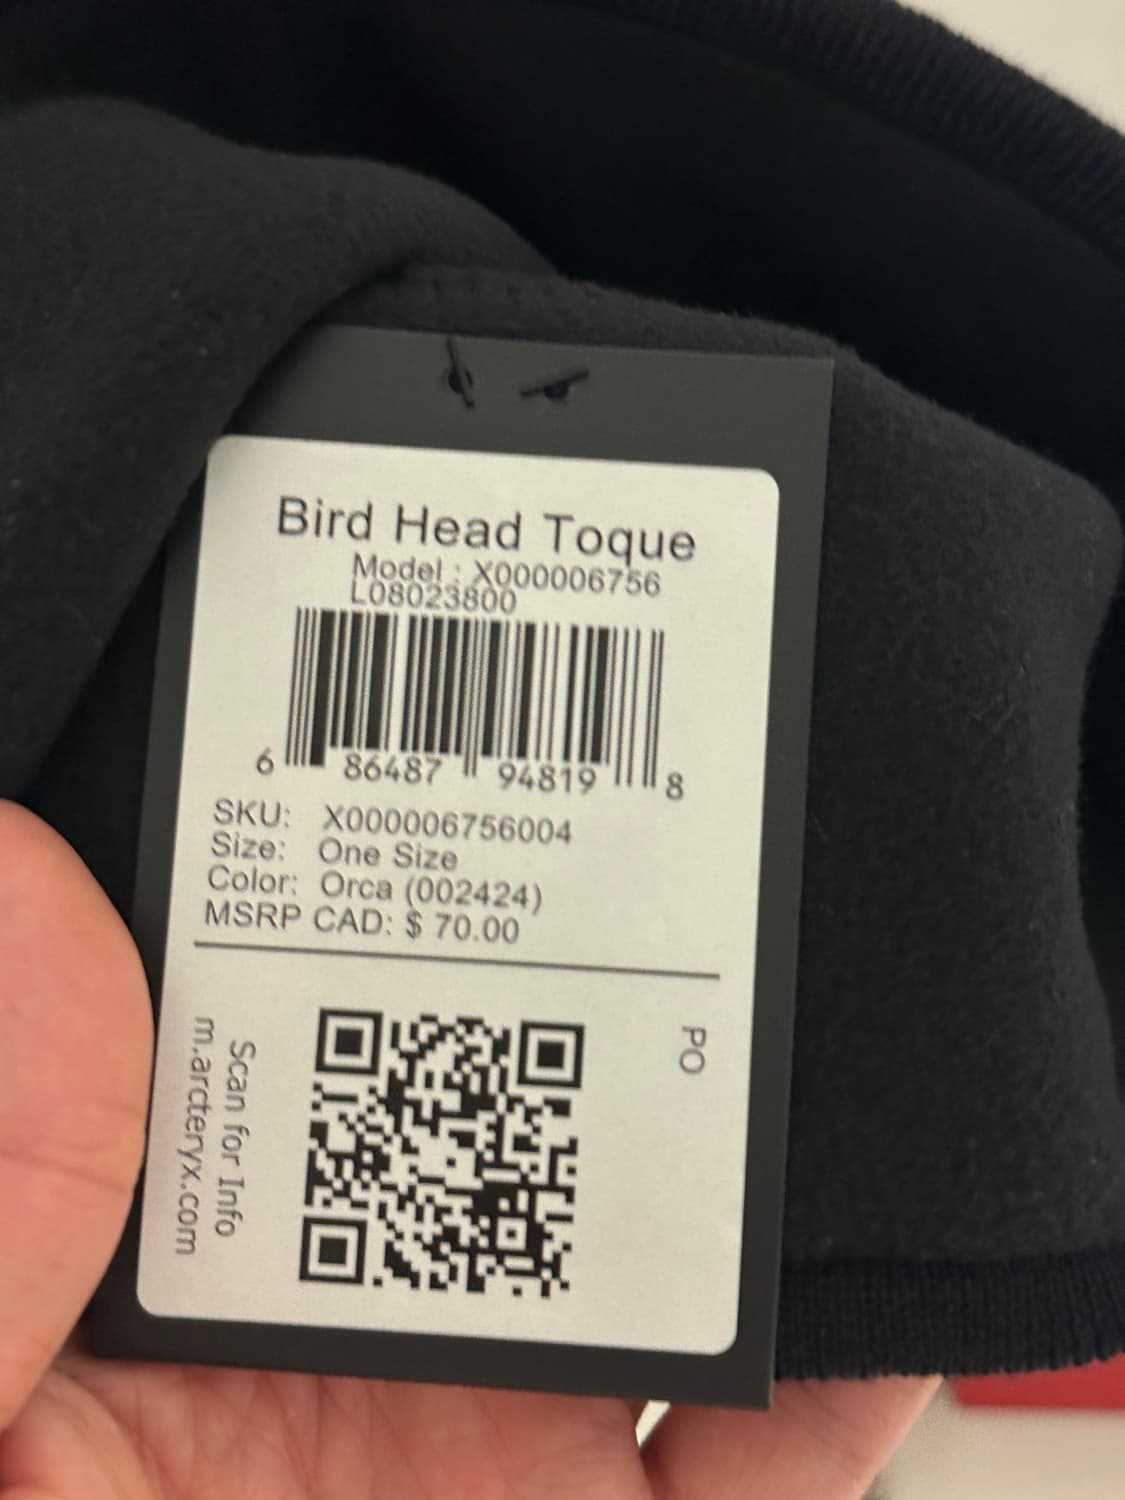 Bird Head Toque
Model : X000006756
L08023800
6 86487 94819 8
SKU: X000006756004
Size: One Size
Color: Orca (002424)
MSRP CAD: $ 70.00
PO
Scan for Info
m.arcteryx.com